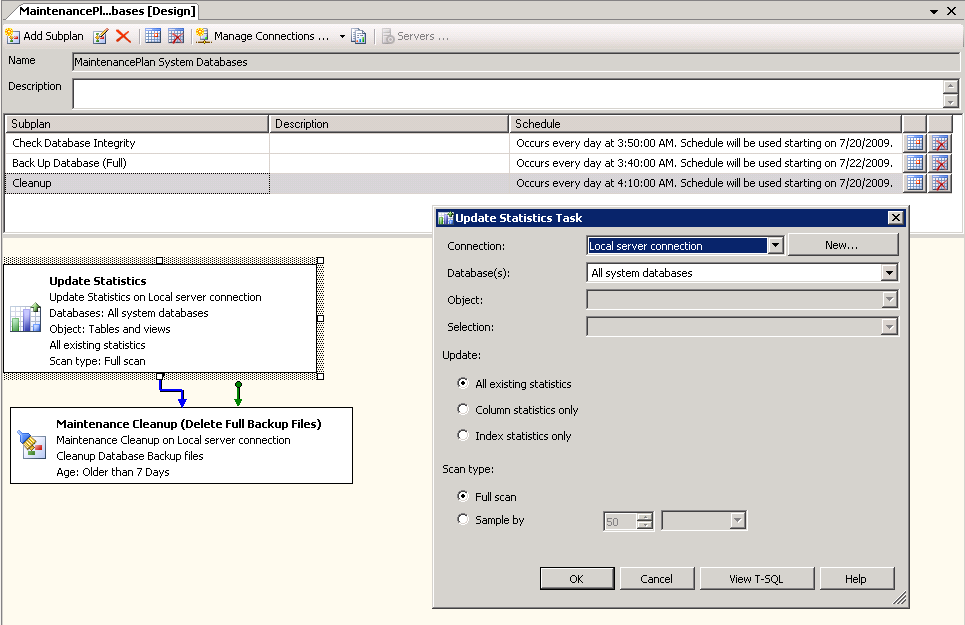 MaintenancePl...bases [Design]
Add Subplan
Manage Connections ...
Servers ...
Name
MaintenancePlan System Databases
Description
Subplan Description Schedule
Check Database Integrity Occurs every day at 3:50:00 AM. Schedule will be used starting on 7/20/2009.
Back Up Database (Full) Occurs every day at 3:40:00 AM. Schedule will be used starting on 7/22/2009.
Cleanup Occurs every day at 4:10:00 AM. Schedule will be used starting on 7/20/2009.
Update Statistics
Update Statistics on Local server connection
Databases: All system databases
Object: Tables and views
All existing statistics
Scan type: Full scan
Maintenance Cleanup (Delete Full Backup Files)
Maintenance Cleanup on Local server connection
Cleanup Database Backup files
Age: Older than 7 Days
Update Statistics Task
Connection: Local server connection New...
Database(s): All system databases
Object:
Selection:
Update:
All existing statistics
Column statistics only
Index statistics only
Scan type:
Full scan
Sample by 50
OK Cancel View T-SQL Help